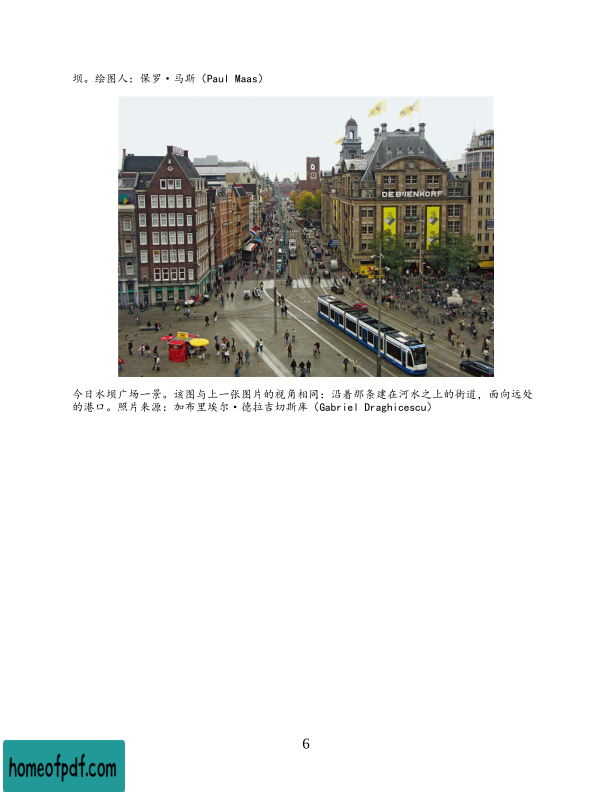 坝。绘图人：保罗·马斯（Paul Maas）
DE BIJENKORF
今日水坝广场一景。该图与上一张图片的视角相同：沿着那条建在河水之上的街道，面向远处
的港口。照片来源：加布里埃尔·德拉吉切斯库（Gabriel Draghicescu）
6
homeofpdf.com